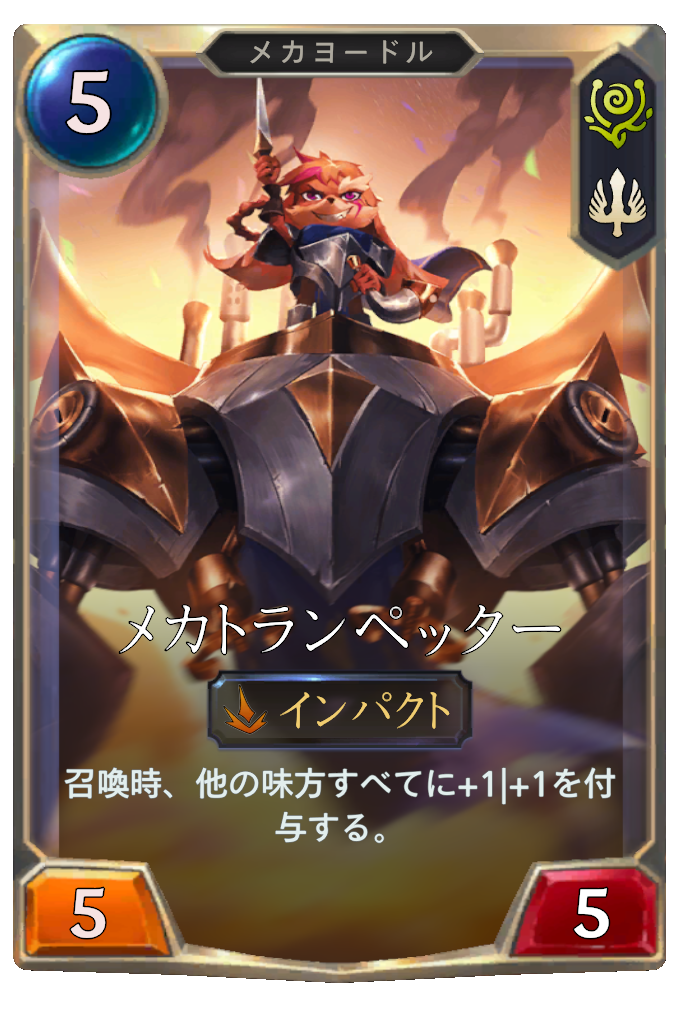 メカヨードル
5
メカトランペッター
インパクト
召喚時、他の味方すべてに+1|+1を付
与する。
5
5